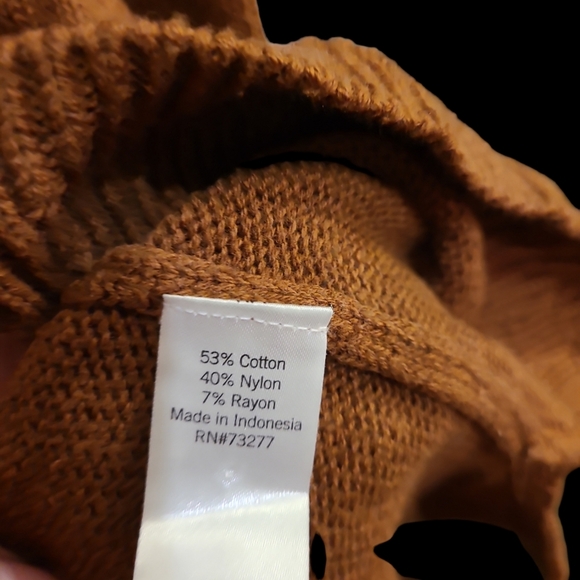 53% Cotton
40% Nylon
7% Rayon
Made in Indonesia
RN#73277